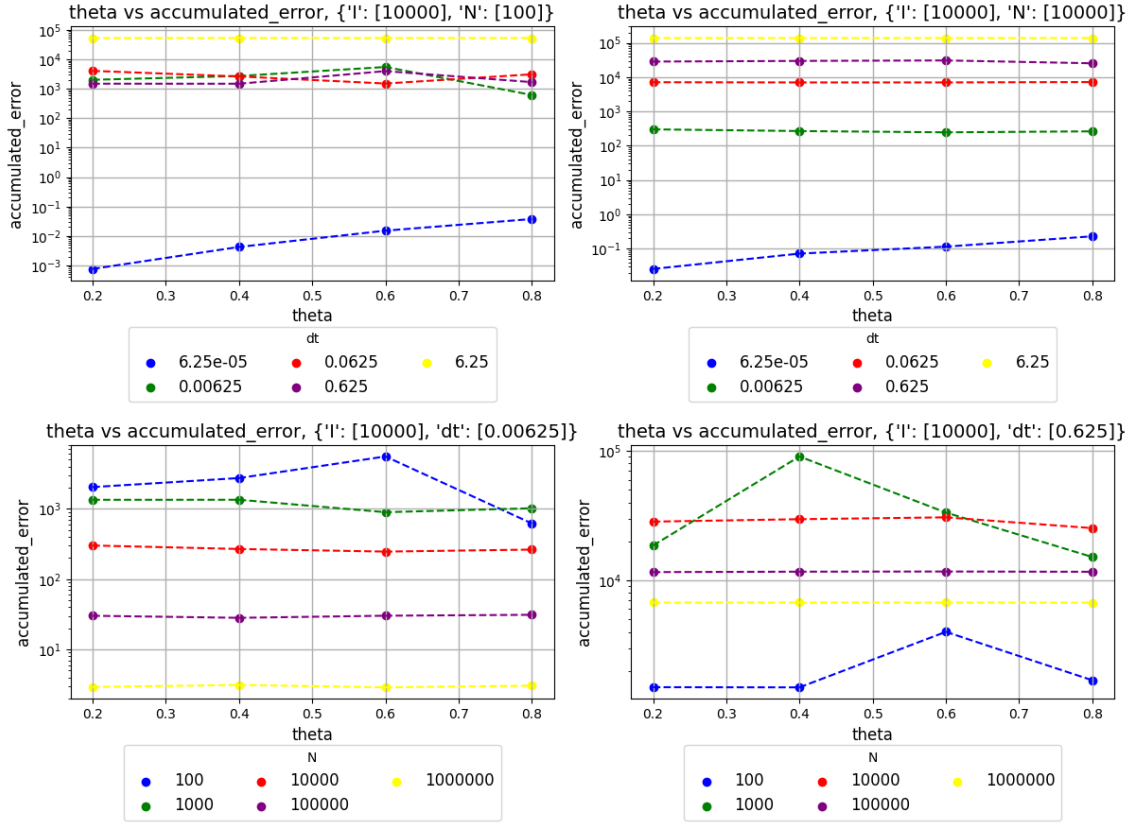 theta vs accumulated_error, {'I': [10000], 'N': [100]}
accumulated_error
10^5
10^4
10^3
10^2
10^1
10^0
10^-1
10^-2
10^-3
0.2 0.3 0.4 0.5 0.6 0.7 0.8
theta
dt
6.25e-05 0.0625 6.25
0.00625 0.625
theta vs accumulated_error, {'I': [10000], 'N': [10000]}
accumulated_error
10^5
10^4
10^3
10^2
10^1
10^0
10^-1
0.2 0.3 0.4 0.5 0.6 0.7 0.8
theta
dt
6.25e-05 0.0625 6.25
0.00625 0.625
theta vs accumulated_error, {'I': [10000], 'dt': [0.00625]}
accumulated_error
10^3
10^2
10^1
0.2 0.3 0.4 0.5 0.6 0.7 0.8
theta
N
100 10000 1000000
1000 100000
theta vs accumulated_error, {'I': [10000], 'dt': [0.625]}
accumulated_error
10^5
10^4
0.2 0.3 0.4 0.5 0.6 0.7 0.8
theta
N
100 10000 1000000
1000 100000